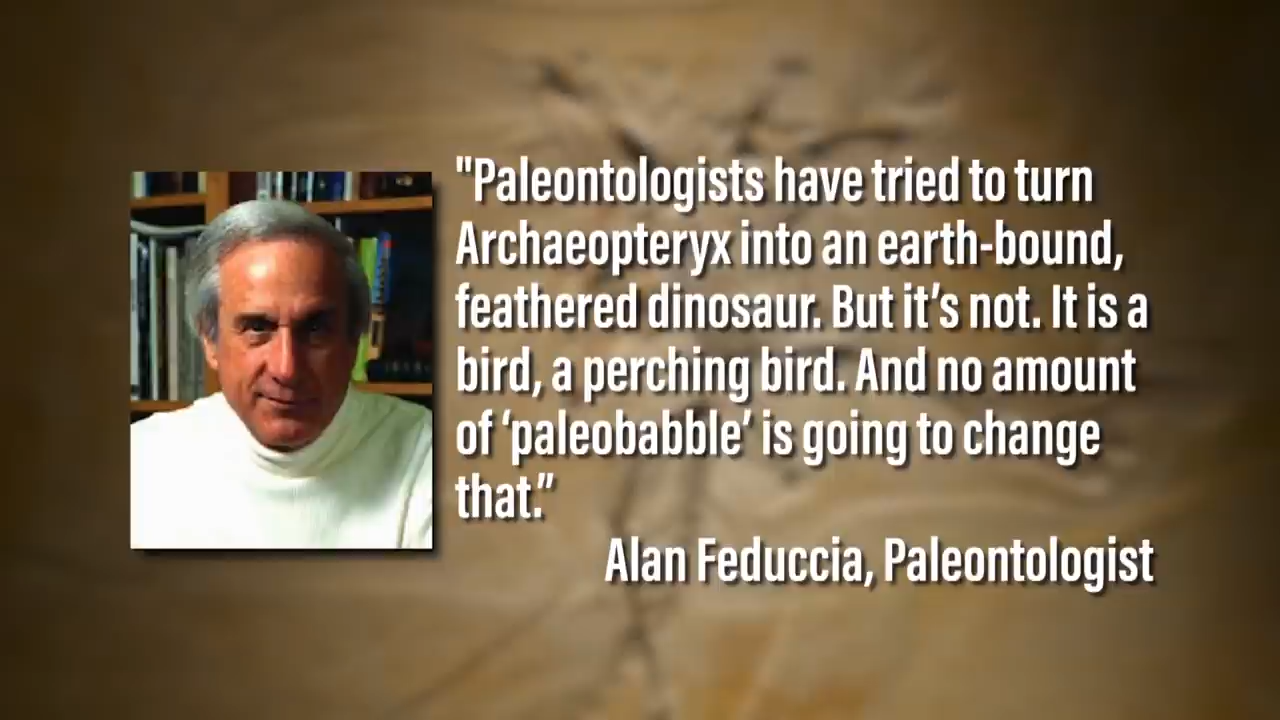 "Paleontologists have tried to turn
Archaeopteryx into an earth-bound,
feathered dinosaur. But it’s not. It is a
bird, a perching bird. And no amount
of ‘paleobabble’ is going to change
that.”
Alan Feduccia, Paleontologist